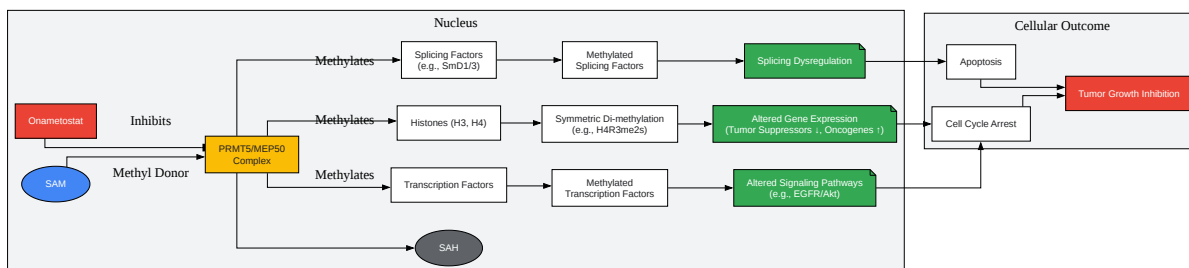 Nucleus
Cellular Outcome
Methylates
Splicing Factors
(e.g., SmD1/3)
Methylated
Splicing Factors
Splicing Dysregulation
Apoptosis
Tumor Growth Inhibition
Onametostat
Inhibits
Methylates
Histones (H3, H4)
Symmetric Di-methylation
(e.g., H4R3me2s)
Altered Gene Expression
(Tumor Suppressors ↓, Oncogenes ↑)
Cell Cycle Arrest
PRMT5/MEP50
Complex
SAM
Methyl Donor
Methylates
Transcription Factors
Methylated
Transcription Factors
Altered Signaling Pathways
(e.g., EGFR/Akt)
SAH